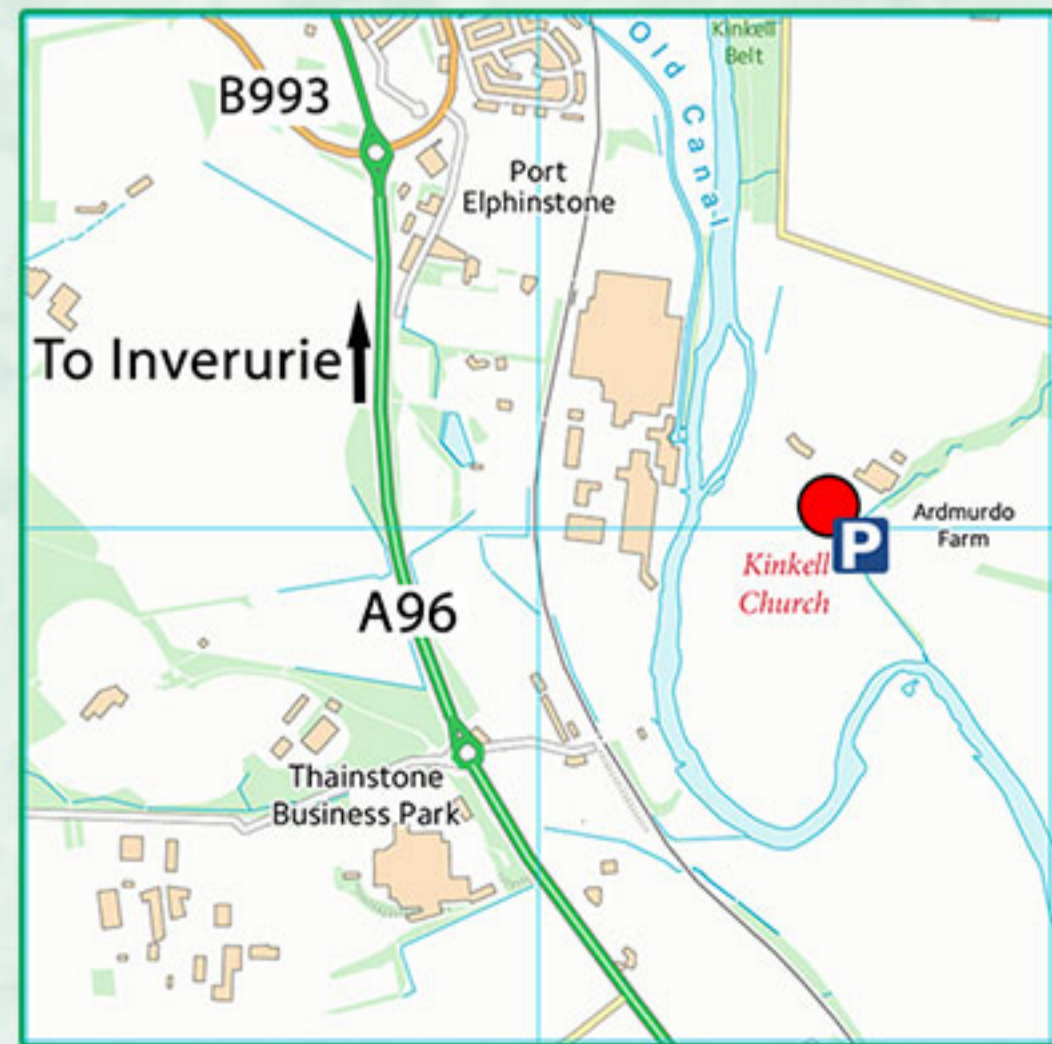 Kinkell
Belt
Old Canal
B993
Port
Elphinstone
To Inverurie
Ardmurdo
Farm
P
Kinkell
Church
A96
Thainstone
Business Park